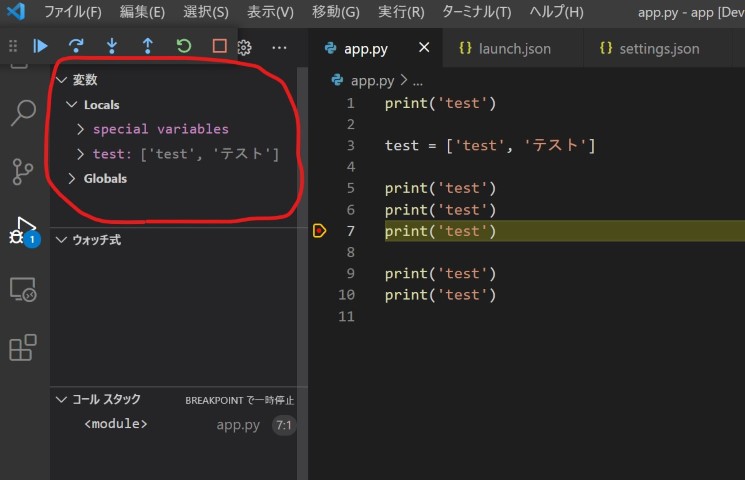 ファイル(F) 編集(E) 選択(S) 表示(V) 移動(G) 実行(R) ターミナル(T) ヘルプ(H) app.py - app [Dev
app.py launch.json settings.json
変数
Locals
special variables
test: ['test', 'テスト']
Globals
ウォッチ式
コール スタック BREAKPOINT で一時停止
<module> app.py 7:1
1
app.py > ...
1 print('test')
2
3 test = ['test', 'テスト']
4
5 print('test')
6 print('test')
7 print('test')
8
9 print('test')
10 print('test')
11